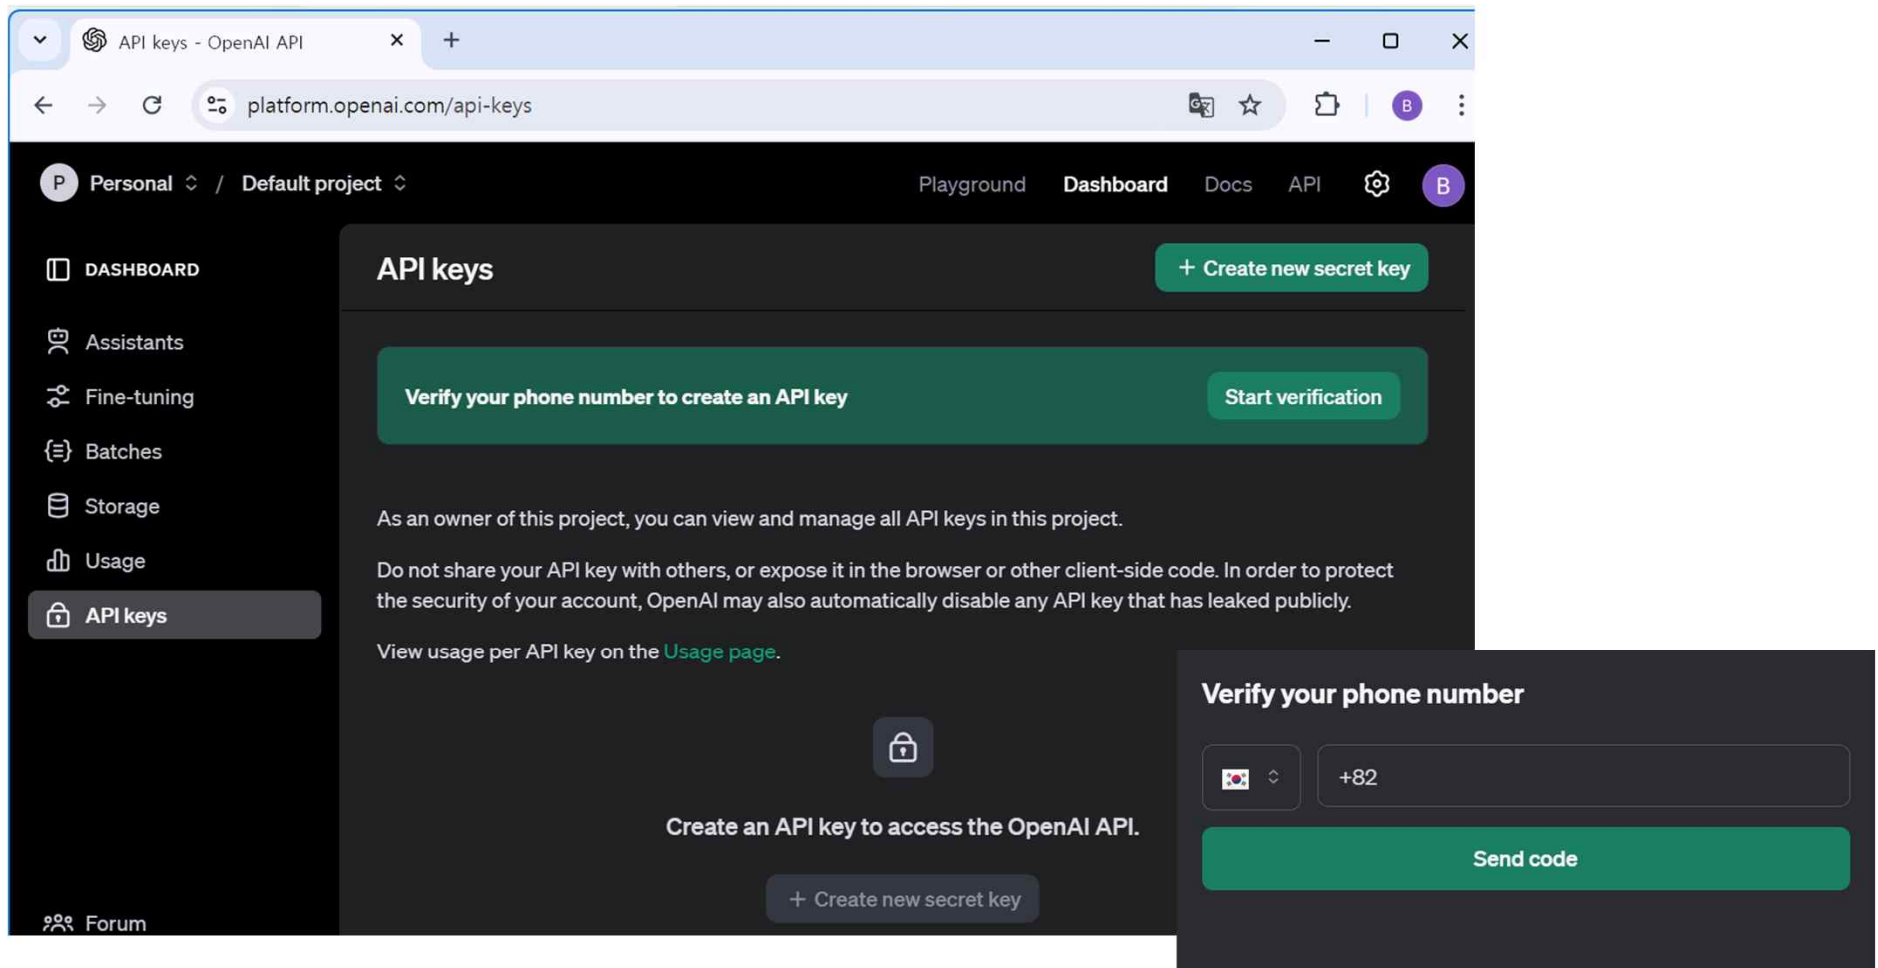 API keys - OpenAI API
platform.openai.com/api-keys
B
P Personal / Default project
Playground Dashboard Docs API B
DASHBOARD
Assistants
Fine-tuning
Batches
Storage
Usage
API keys
Forum
API keys
+ Create new secret key
Verify your phone number to create an API key
Start verification
As an owner of this project, you can view and manage all API keys in this project.
Do not share your API key with others, or expose it in the browser or other client-side code. In order to protect
the security of your account, OpenAI may also automatically disable any API key that has leaked publicly.
View usage per API key on the Usage page.
Create an API key to access the OpenAI API.
+ Create new secret key
Verify your phone number
+82
Send code